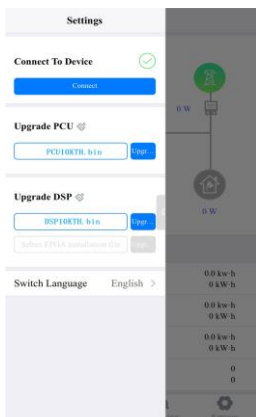 Settings
Connect To Device
Connect
0 W
Upgrade PCU
PCU10KTH.bin Upgr...
0 W
Upgrade DSP
DSP10KTH.bin Upgr...
Select FPGA installation file Upgr...
Switch Language English >
0.0 kw·h
0 kW·h
0.0 kw·h
0 kW·h
0.0 kw·h
0 kW·h
0
0